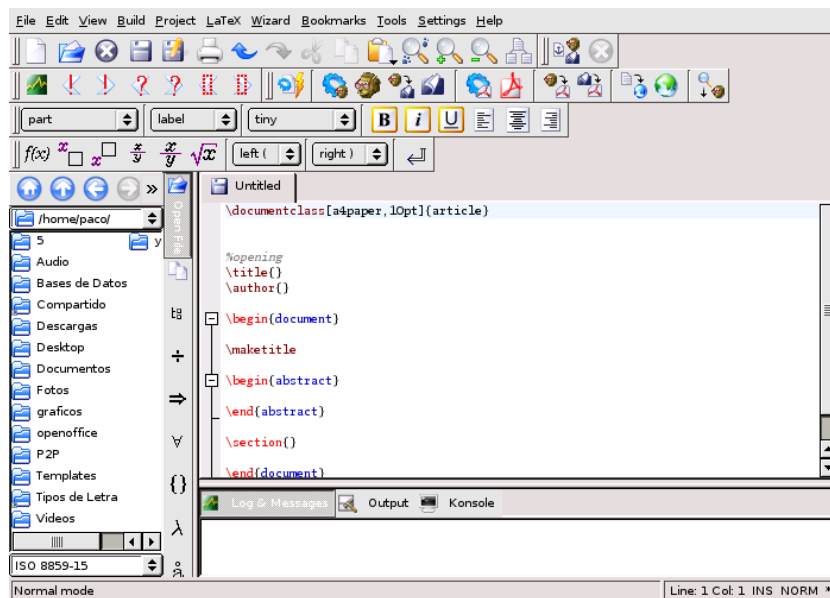 File Edit View Build Project LaTeX Wizard Bookmarks Tools Settings Help
part label tiny B i U
f(x) x x x/y x/y √x left ( right )
Untitled
/home/paco/
5 y
Audio
Bases de Datos
Compartido
Descargas
Desktop
Documentos
Fotos
graficos
openoffice
P2P
Templates
Tipos de Letra
Videos
ISO 8859-15
Open File
÷
⇒
∀
{}
λ
å
\documentclass[a4paper,10pt]{article}
%opening
\title{}
\author{}
\begin{document}
\maketitle
\begin{abstract}
\end{abstract}
\section{}
\end{document}
Log & Messages Output Konsole
Normal mode Line: 1 Col: 1 INS NORM *